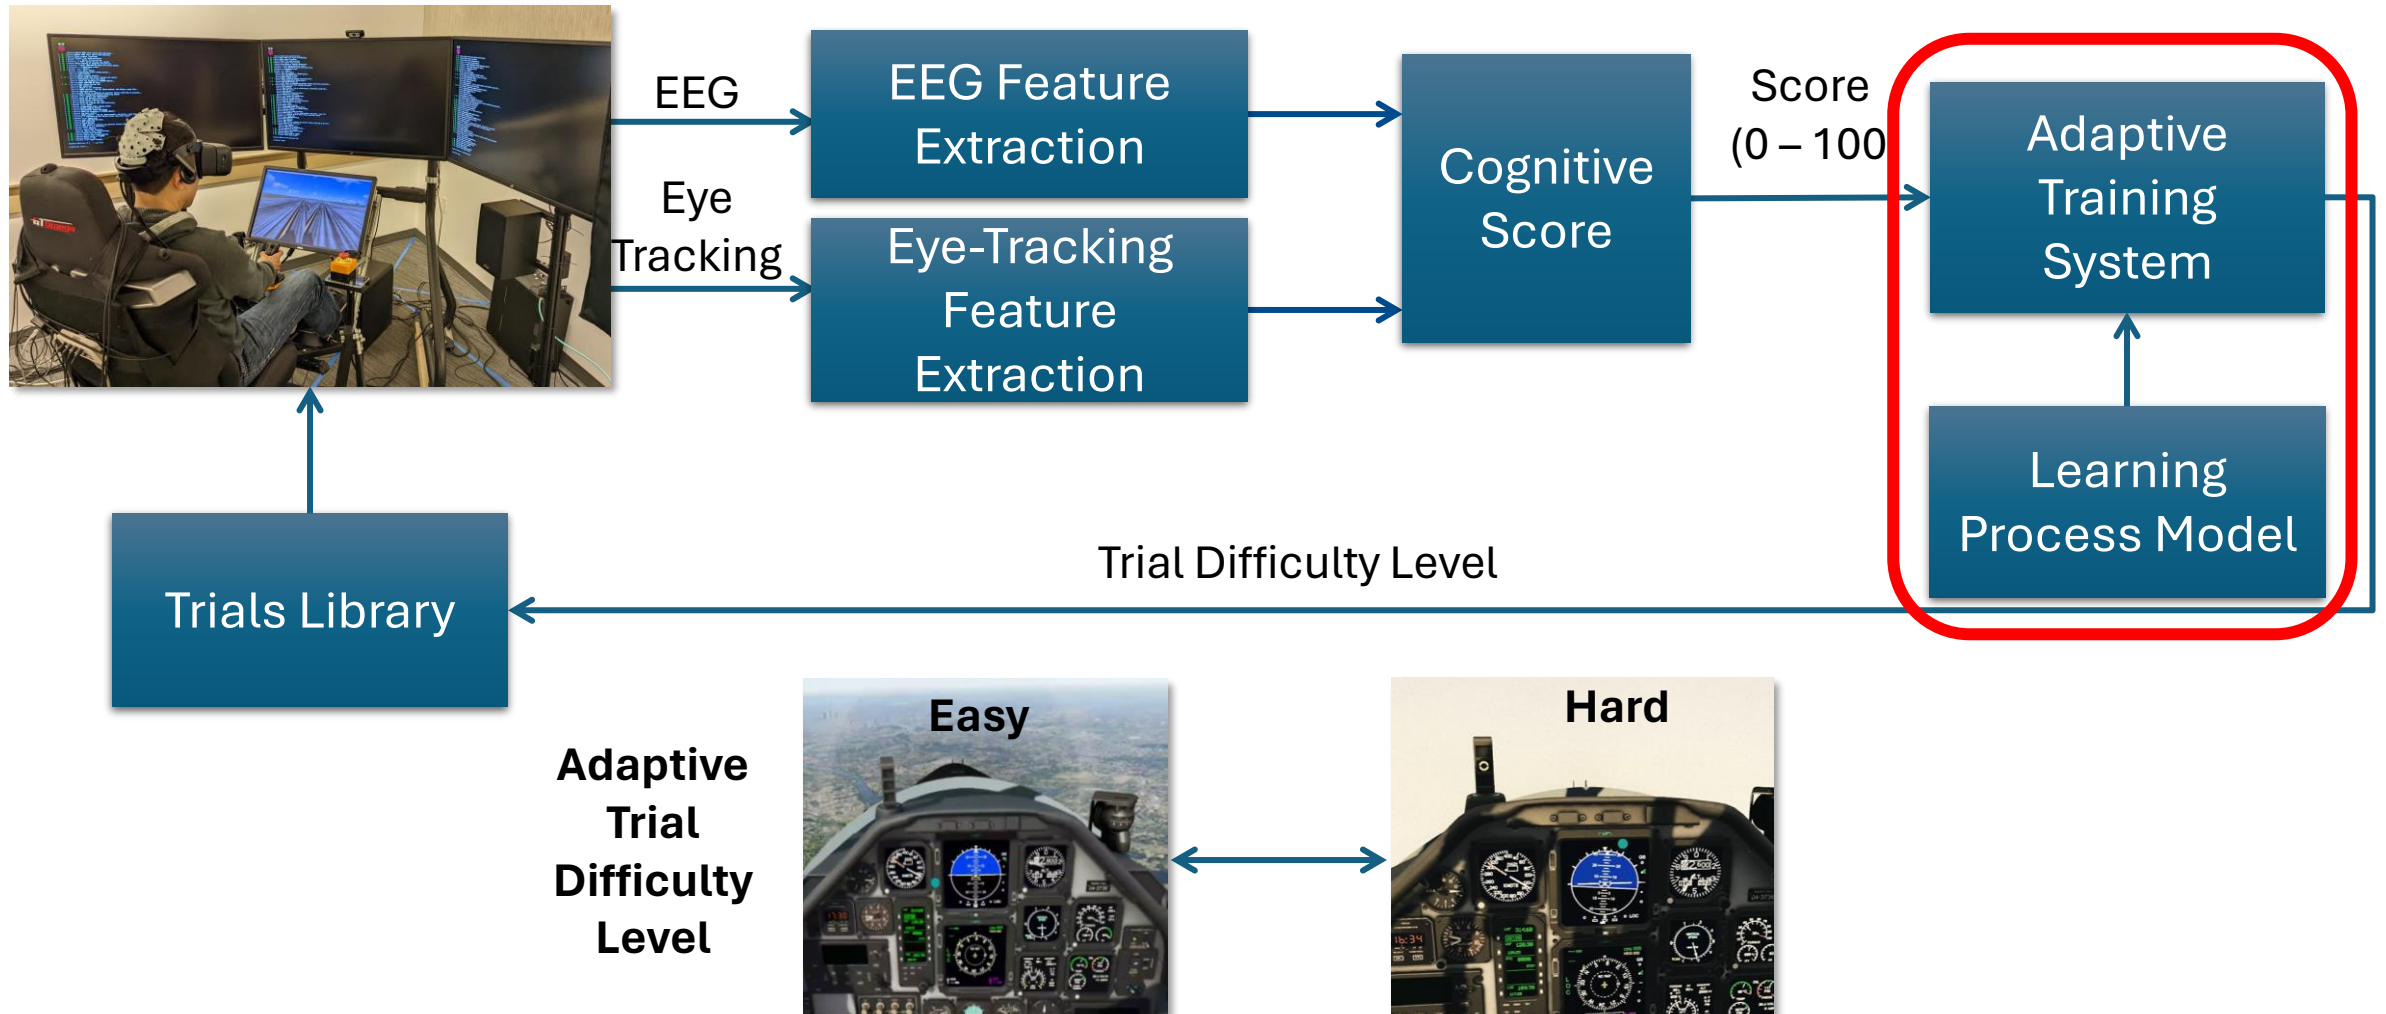 EEG
Eye
Tracking
EEG Feature
Extraction
Eye-Tracking
Feature
Extraction
Cognitive
Score
Score
(0 – 100
Adaptive
Training
System
Learning
Process Model
Trial Difficulty Level
Trials Library
Adaptive
Trial
Difficulty
Level
Easy
Hard